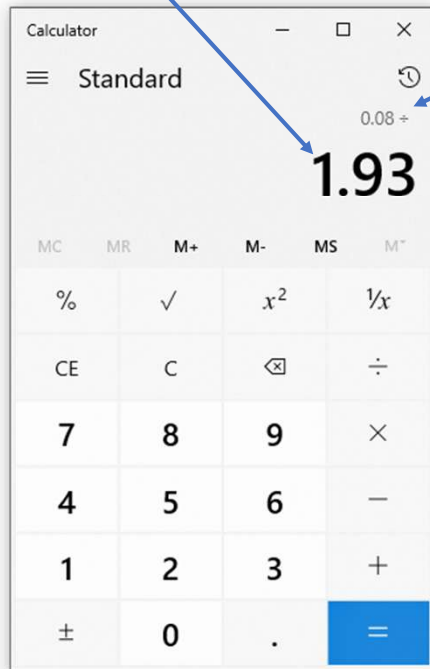 Calculator
Standard
0.08 ÷
1.93
MC MR M+ M- MS M˅
% √ x² ¹/x
CE C ⌫ ÷
7 8 9 ×
4 5 6 −
1 2 3 +
± 0 . =